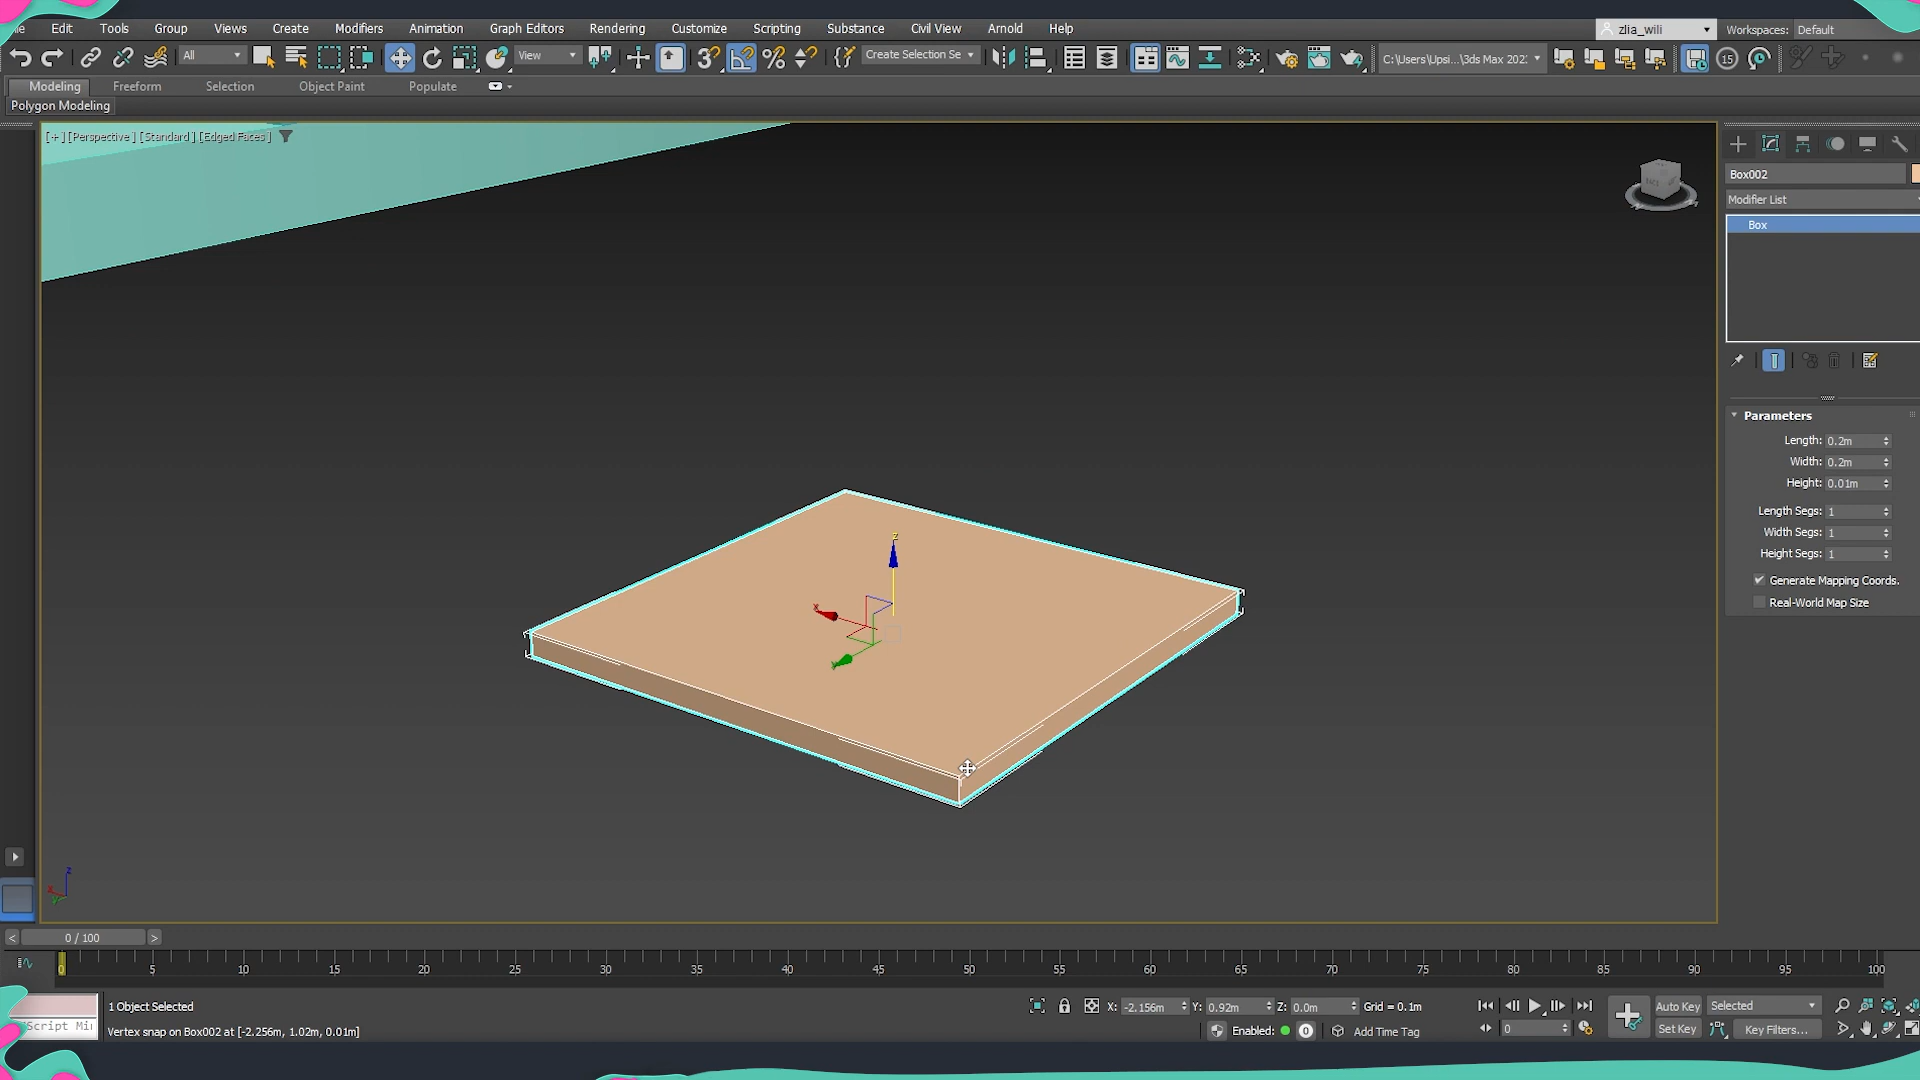 Edit Tools Group Views Create Modifiers Animation Graph Editors Rendering Customize Scripting Substance Civil View Arnold Help
zlia_wili Workspaces: Default
All View Create Selection Se C:\Users\Upsi...\3ds Max 202: 15
Modeling Freeform Selection Object Paint Populate
Polygon Modeling
[+] [Perspective] [Standard] [Edged Faces]
Box002
Modifier List
Box
Parameters
Length: 0.2m
Width: 0.2m
Height: 0.01m
Length Segs: 1
Width Segs: 1
Height Segs: 1
Generate Mapping Coords.
Real-World Map Size
z
x
z
x
< 0 / 100 >
0 5 10 15 20 25 30 35 40 45 50 55 60 65 70 75 80 85 90 95 100
1 Object Selected X: -2.156m Y: 0.92m Z: 0.0m Grid = 0.1m Auto Key Selected
Script Mi
Vertex snap on Box002 at [-2.256m, 1.02m, 0.01m] Enabled: 0 Add Time Tag 0 Set Key Key Filters...